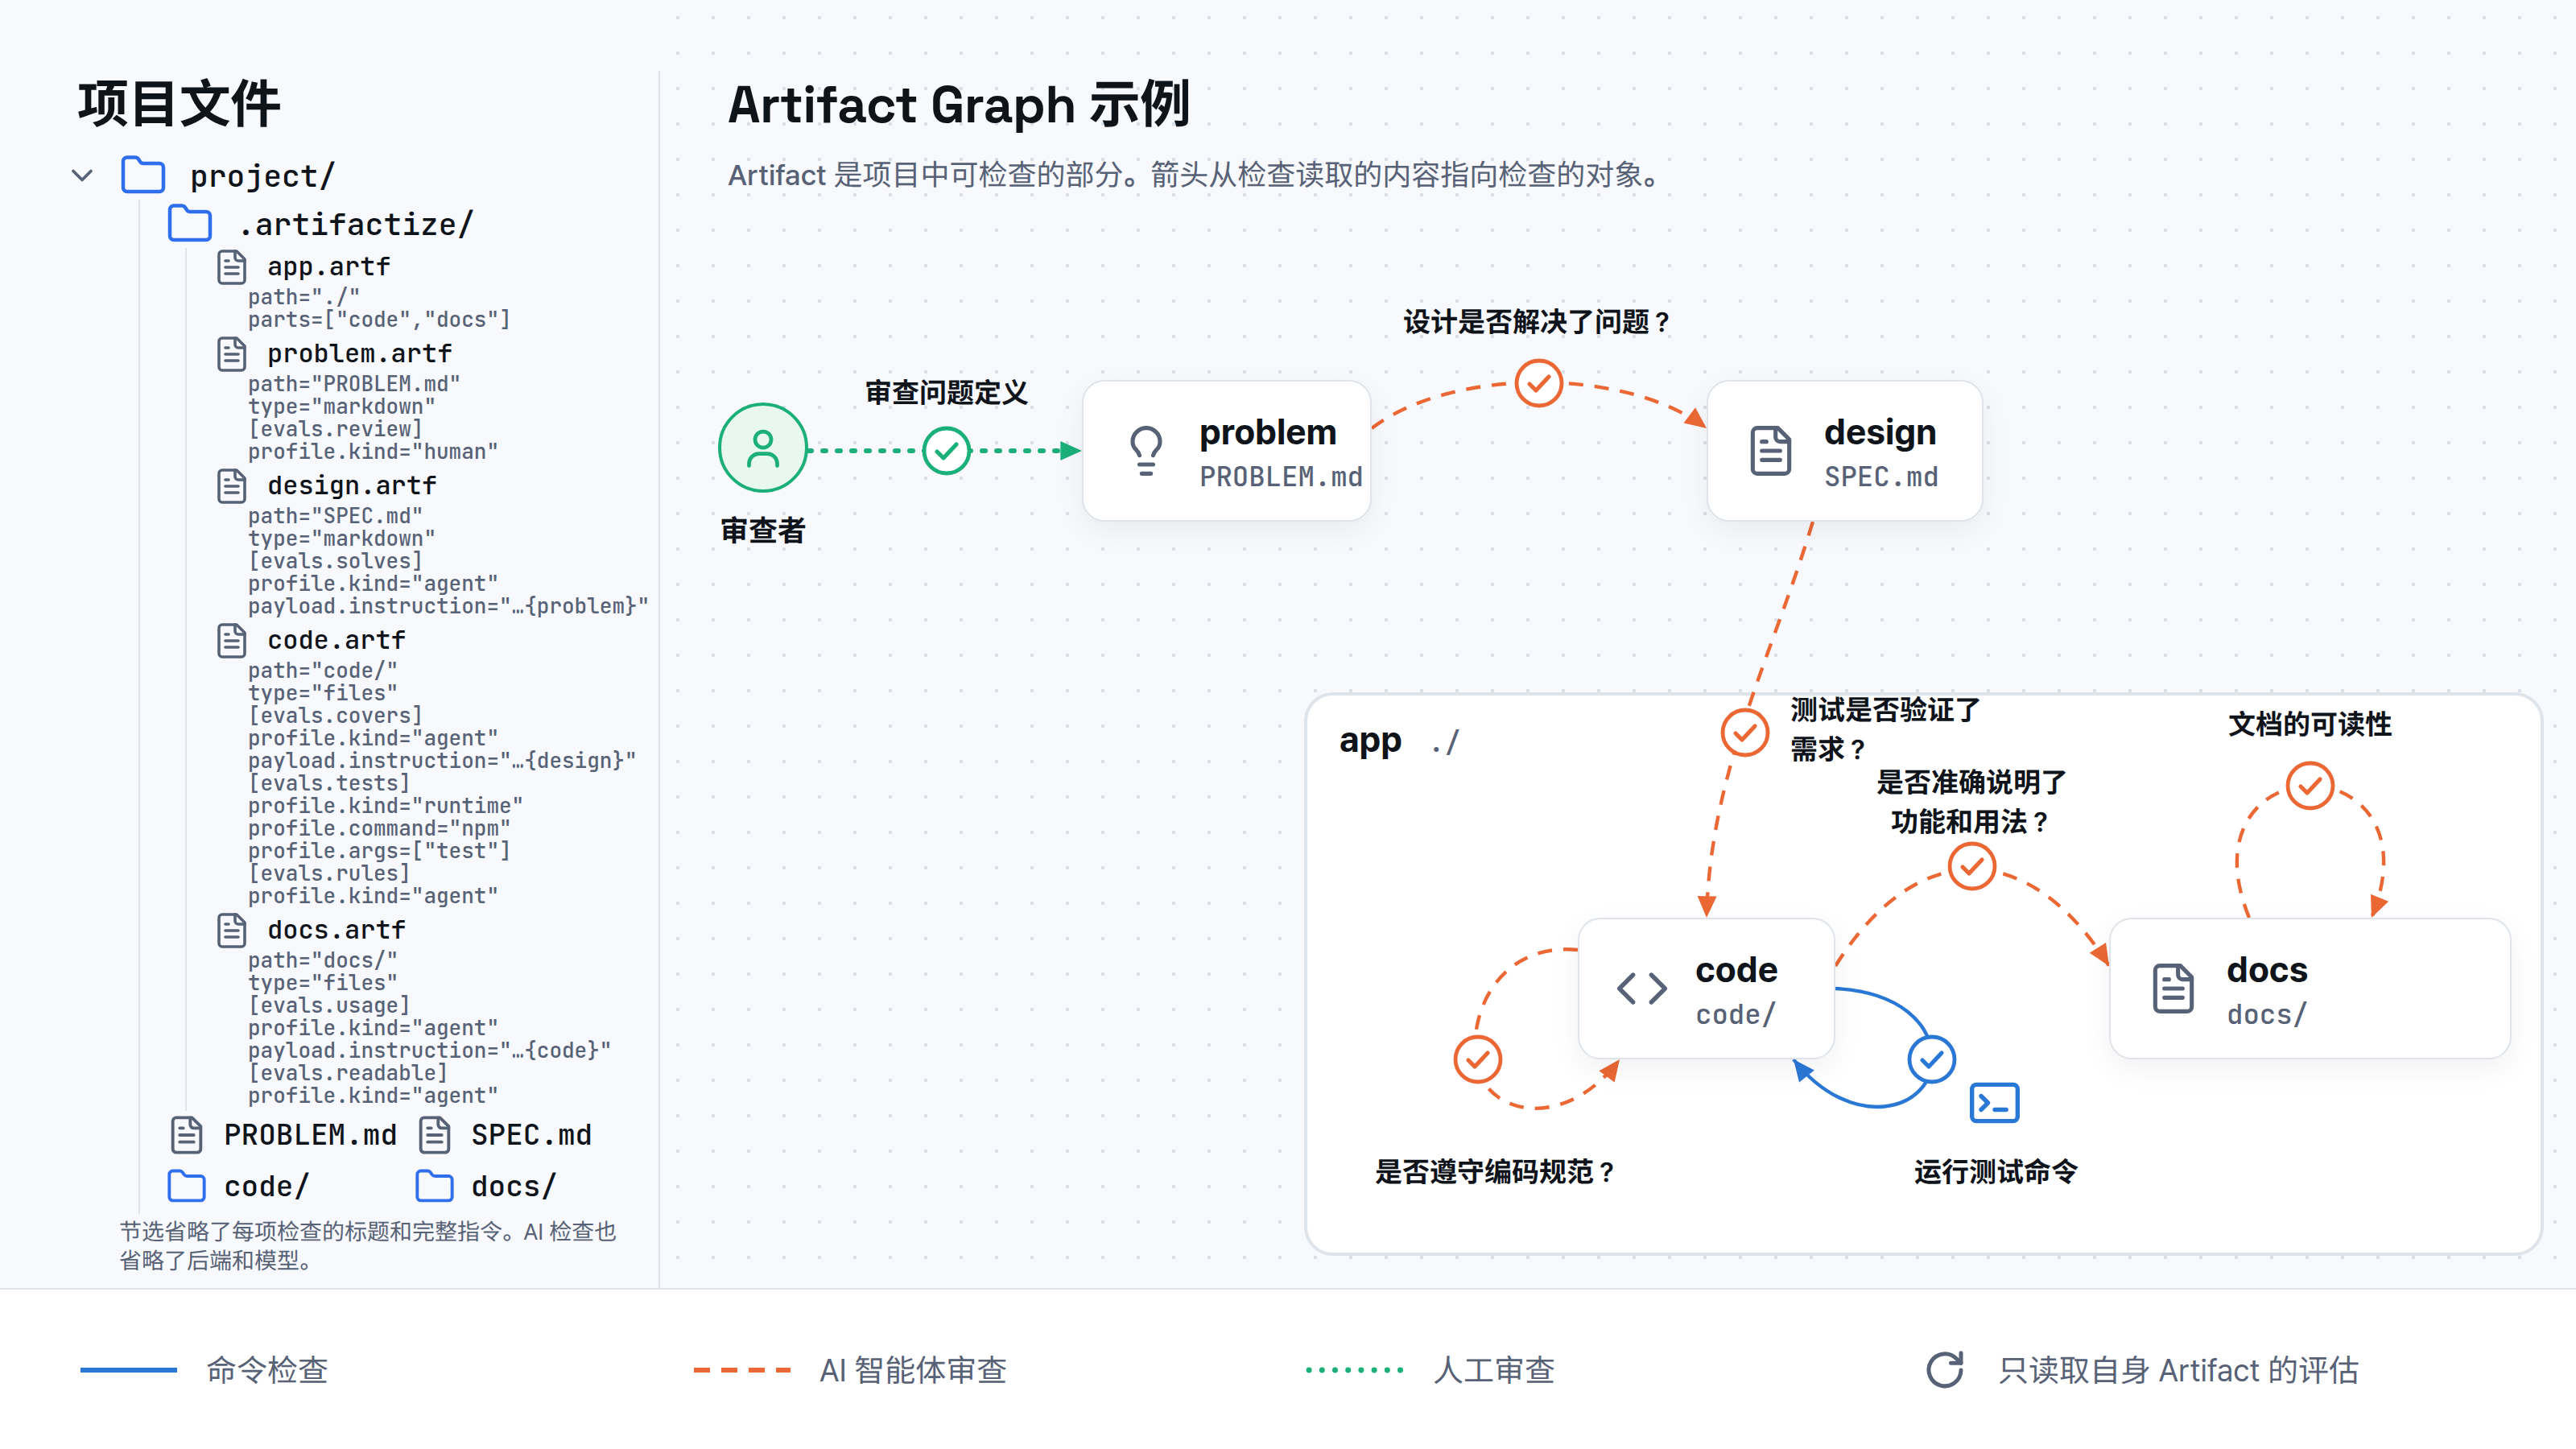 项目文件
project/
.artifactize/
app.artf
path="./"
parts=["code","docs"]
problem.artf
path="PROBLEM.md"
type="markdown"
[evals.review]
profile.kind="human"
design.artf
path="SPEC.md"
type="markdown"
[evals.solves]
profile.kind="agent"
payload.instruction="…{problem}"
code.artf
path="code/"
type="files"
[evals.covers]
profile.kind="agent"
payload.instruction="…{design}"
[evals.tests]
profile.kind="runtime"
profile.command="npm"
profile.args=["test"]
[evals.rules]
profile.kind="agent"
docs.artf
path="docs/"
type="files"
[evals.usage]
profile.kind="agent"
payload.instruction="…{code}"
[evals.readable]
profile.kind="agent"
PROBLEM.md SPEC.md
code/ docs/
节选省略了每项检查的标题和完整指令。AI 检查也
省略了后端和模型。
Artifact Graph 示例
Artifact 是项目中可检查的部分。箭头从检查读取的内容指向检查的对象。
审查者
审查问题定义
problem
PROBLEM.md
设计是否解决了问题？
design
SPEC.md
app ./
测试是否验证了
需求？
是否准确说明了
功能和用法？
文档的可读性
code
code/
docs
docs/
是否遵守编码规范？
运行测试命令
命令检查
AI 智能体审查
人工审查
只读取自身 Artifact 的评估